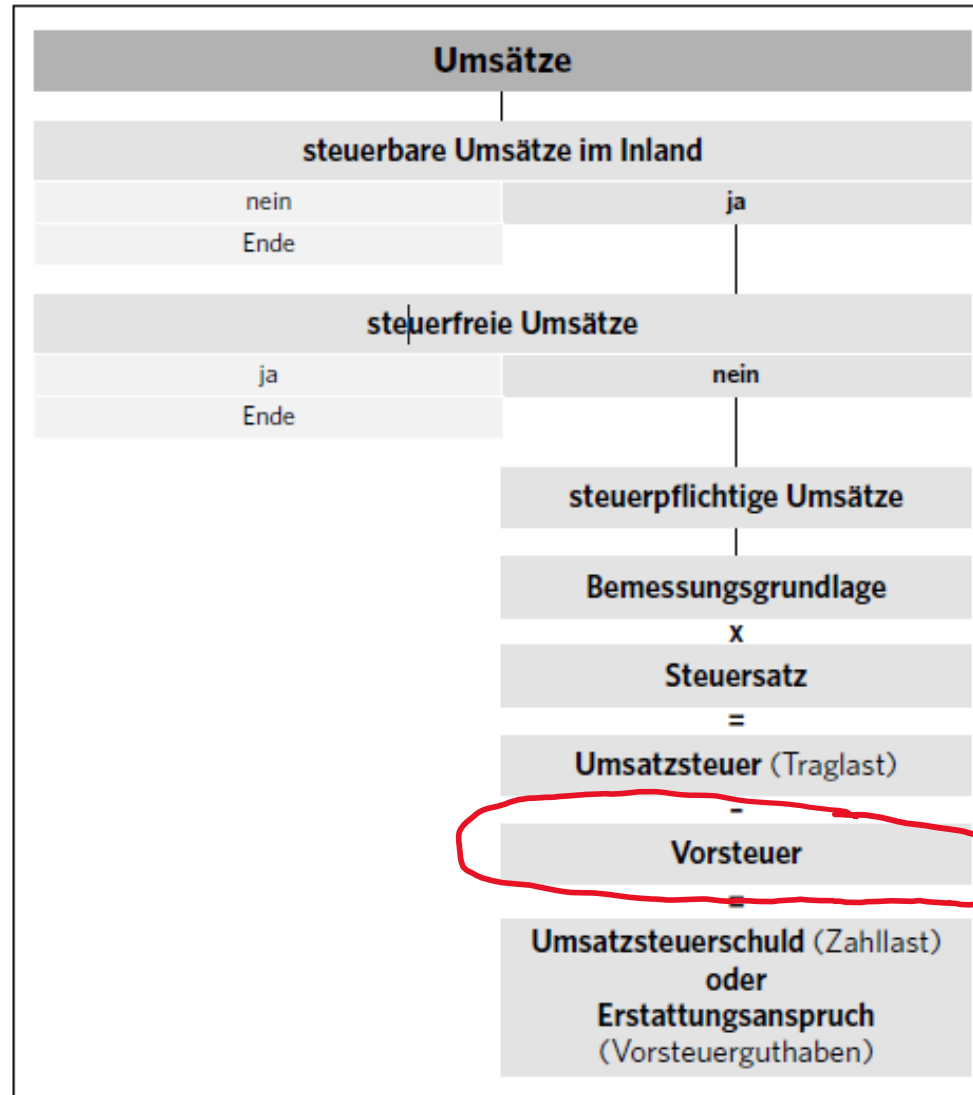 Umsätze
steuerbare Umsätze im Inland
nein ja
Ende
steuerfreie Umsätze
ja nein
Ende
steuerpflichtige Umsätze
Bemessungsgrundlage
x
Steuersatz
=
Umsatzsteuer (Traglast)
-
Vorsteuer
=
Umsatzsteuerschuld (Zahllast)
oder
Erstattungsanspruch
(Vorsteuerguthaben)